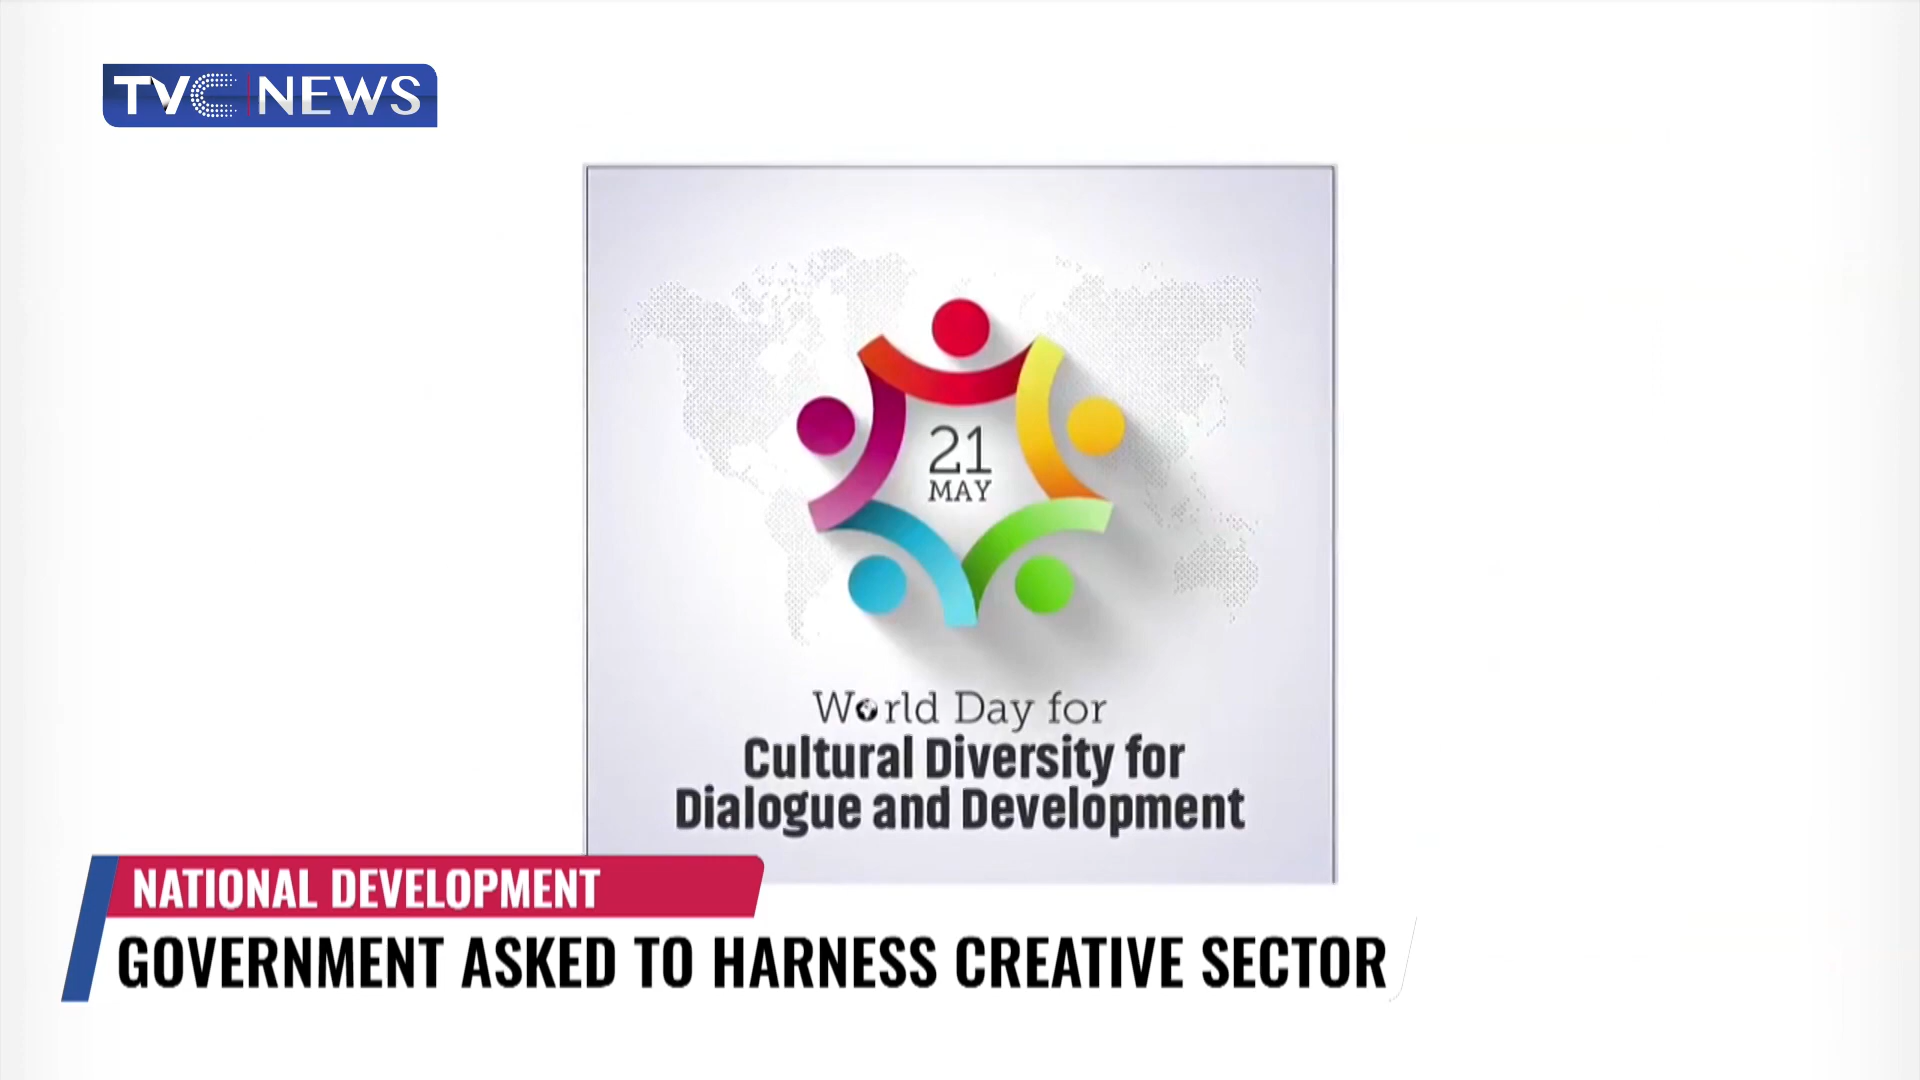 TVC NEWS
21
MAY
World Day for
Cultural Diversity for
Dialogue and Development
NATIONAL DEVELOPMENT
GOVERNMENT ASKED TO HARNESS CREATIVE SECTOR